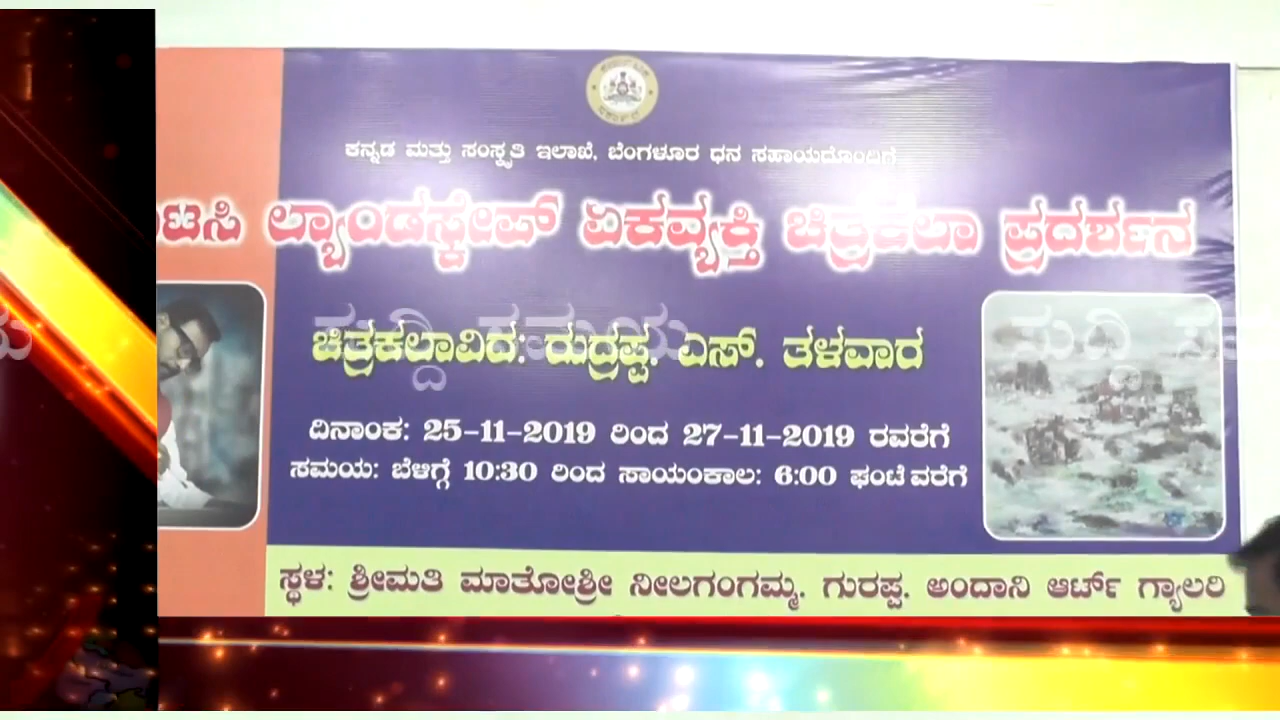 ಕನ್ನಡ ಮತ್ತು ಸಂಸ್ಕೃತಿ ಇಲಾಖೆ, ಬೆಂಗಳೂರ ಧನ ಸಹಾಯದೊಂದಿಗೆ
ಲ್ಯಾಂಡಸ್ಕೇಪ್ ಏಕವ್ಯಕ್ತಿ ಚಿತ್ರಕಲಾ ಪ್ರದರ್ಶನ
ಚಿತ್ರಕಲ್ದಾವಿದ: ರುದ್ರಪ್ಪ. ಎಸ್. ತಳವಾರ
ದಿನಾಂಕ: 25-11-2019 ರಿಂದ 27-11-2019 ರವರೆಗೆ
ಸಮಯ: ಬೆಳಿಗ್ಗೆ 10:30 ರಿಂದ ಸಾಯಂಕಾಲ: 6:00 ಘಂಟೆ ವರೆಗೆ
ಸ್ಥಳ: ಶ್ರೀಮತಿ ಮಾತೋಶ್ರೀ ನೀಲಗಂಗಮ್ಮ. ಗುರಪ್ಪ. ಅಂದಾನಿ ಆರ್ಟ್ ಗ್ಯಾಲರಿ
ಸುದ್ದಿ ಸಮಯ